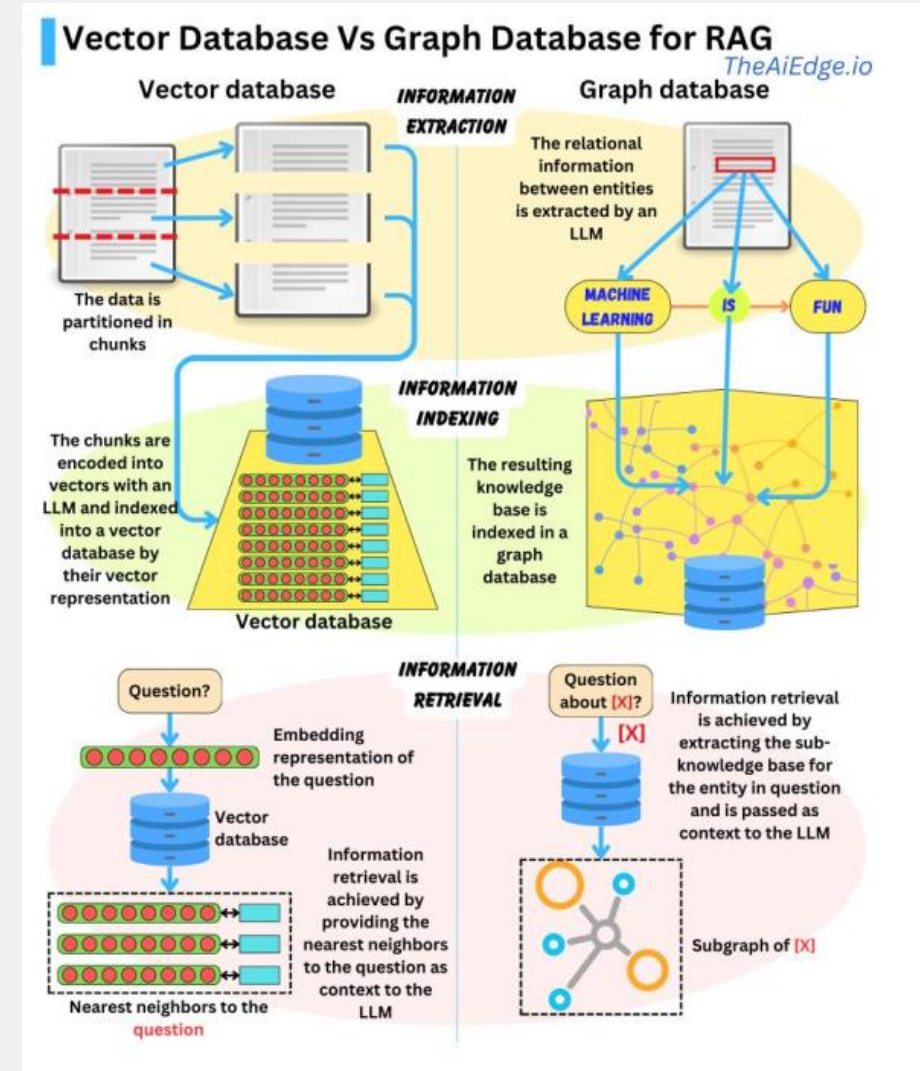 Vector Database Vs Graph Database for RAG
TheAiEdge.io
Vector database
INFORMATION
EXTRACTION
Graph database
The data is
partitioned in
chunks
The relational
information
between entities
is extracted by an
LLM
MACHINE
LEARNING
IS
FUN
INFORMATION
INDEXING
The chunks are
encoded into
vectors with an
LLM and indexed
into a vector
database by
their vector
representation
Vector database
The resulting
knowledge
base is
indexed in a
graph
database
INFORMATION
RETRIEVAL
Question?
Embedding
representation of
the question
Vector
database
Information
retrieval is
achieved by
providing the
nearest neighbors
to the question as
context to the
LLM
Nearest neighbors to the
question
Question
about [X]?
[X]
Information retrieval
is achieved by
extracting the sub-
knowledge base for
the entity in question
and is passed as
context to the LLM
Subgraph of [X]